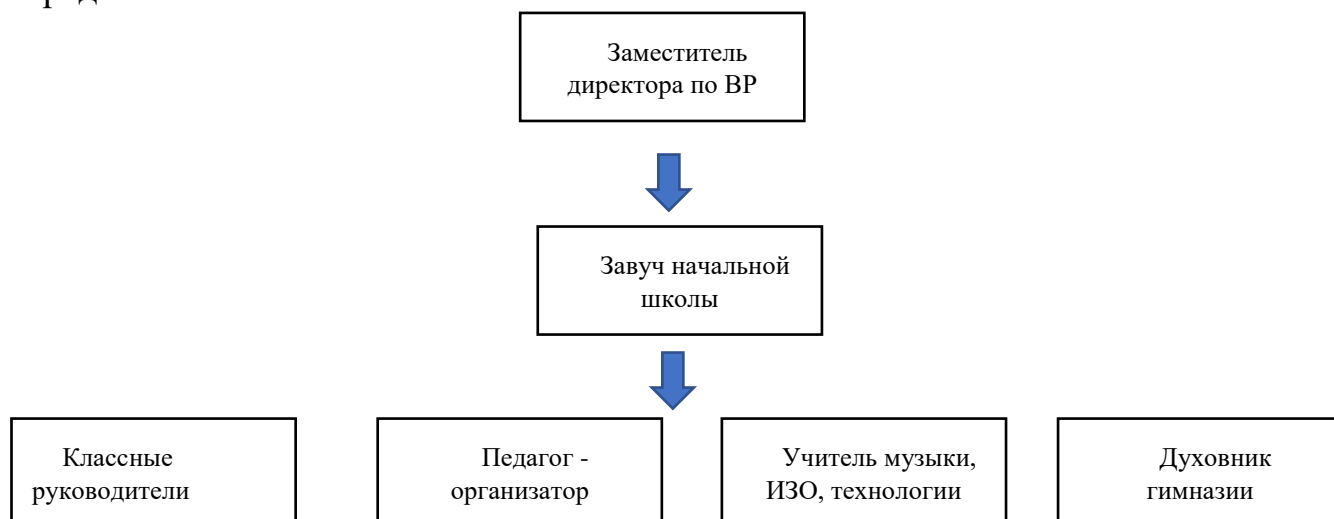 Заместитель
директора по ВР
Завуч начальной
школы
Классные
руководители
Педагог -
организатор
Учитель музыки,
ИЗО, технологии
Духовник
гимназии